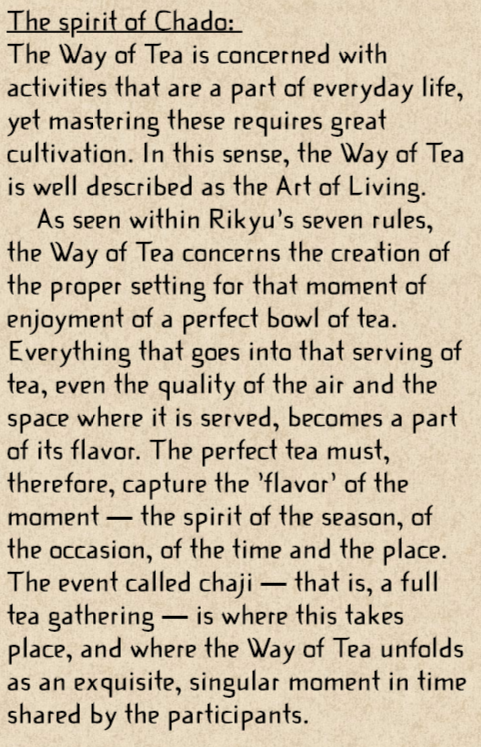 The spirit of Chado:
The Way of Tea is concerned with
activities that are a part of everyday life,
yet mastering these requires great
cultivation. In this sense, the Way of Tea
is well described as the Art of Living.
As seen within Rikyu's seven rules,
the Way of Tea concerns the creation of
the proper setting for that moment of
enjoyment of a perfect bowl of tea.
Everything that goes into that serving of
tea, even the quality of the air and the
space where it is served, becomes a part
of its flavor. The perfect tea must,
therefore, capture the 'flavor' of the
moment — the spirit of the season, of
the occasion, of the time and the place.
The event called chaji — that is, a full
tea gathering — is where this takes
place, and where the Way of Tea unfolds
as an exquisite, singular moment in time
shared by the participants.